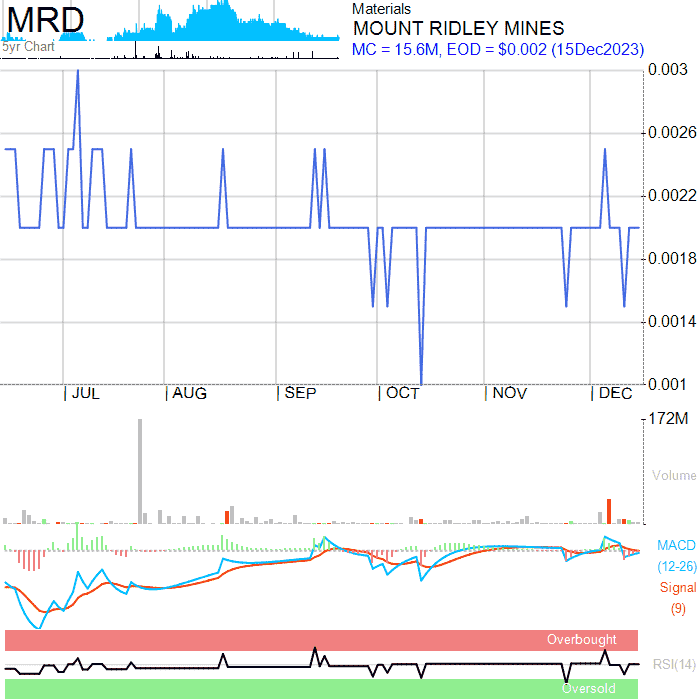 MRD
5yr Chart
Materials
MOUNT RIDLEY MINES
MC = 15.6M, EOD = $0.002 (15Dec2023)
0.003
0.0026
0.0022
0.0018
0.0014
0.001
JUL
AUG
SEP
OCT
NOV
DEC
172M
Volume
MACD
(12-26)
Signal
(9)
Overbought
RSI(14)
Oversold